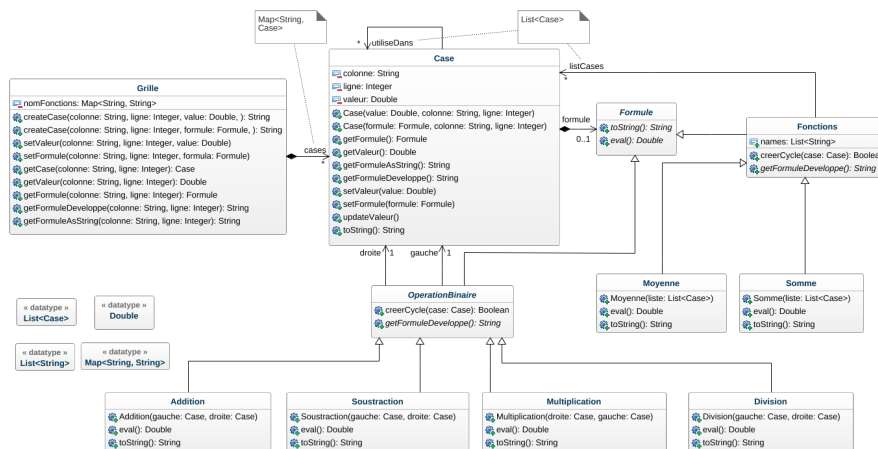 Map<String,
Case>
List<Case>
* utiliseDans
Case
colonne: String
ligne: Integer
valeur: Double
Case(value: Double, colonne: String, ligne: Integer)
Case(formule: Formule, colonne: String, ligne: Integer)
getFormule(): Formule
getValeur(): Double
getFormuleAsString(): String
getFormuleDeveloppe(): String
setValeur(value: Double)
setFormule(formule: Formule)
updateValeur()
toString(): String
Grille
nomFonctions: Map<String, String>
createCase(colonne: String, ligne: Integer, value: Double, ): String
createCase(colonne: String, ligne: Integer, formule: Formule, ): String
setValeur(colonne: String, ligne: Integer, value: Double)
setFormule(colonne: String, ligne: Integer, formula: Formule)
getCase(colonne: String, ligne: Integer): Case
getValeur(colonne: String, ligne: Integer): Double
getFormule(colonne: String, ligne: Integer): Formule
getFormuleDeveloppe(colonne: String, ligne: Integer): String
getFormuleAsString(colonne: String, ligne: Integer): String
cases
*
listCases
*
formule
0..1
Formule
toString(): String
eval(): Double
Fonctions
names: List<String>
creerCycle(case: Case): Boolea
getFormuleDeveloppe(): String
droite 1
gauche 1
OperationBinaire
creerCycle(case: Case): Boolean
getFormuleDeveloppe(): String
Moyenne
Moyenne(liste: List<Case>)
eval(): Double
toString(): String
Somme
Somme(liste: List<Case>)
eval(): Double
toString(): String
« datatype »
List<Case>
« datatype »
Double
« datatype »
List<String>
« datatype »
Map<String, String>
Addition
Addition(gauche: Case, droite: Case)
eval(): Double
toString(): String
Soustraction
Soustraction(gauche: Case, droite: Case)
eval(): Double
toString(): String
Multiplication
Multiplication(droite: Case, gauche: Case)
eval(): Double
toString(): String
Division
Division(gauche: Case, droite: Case)
eval(): Double
toString(): String